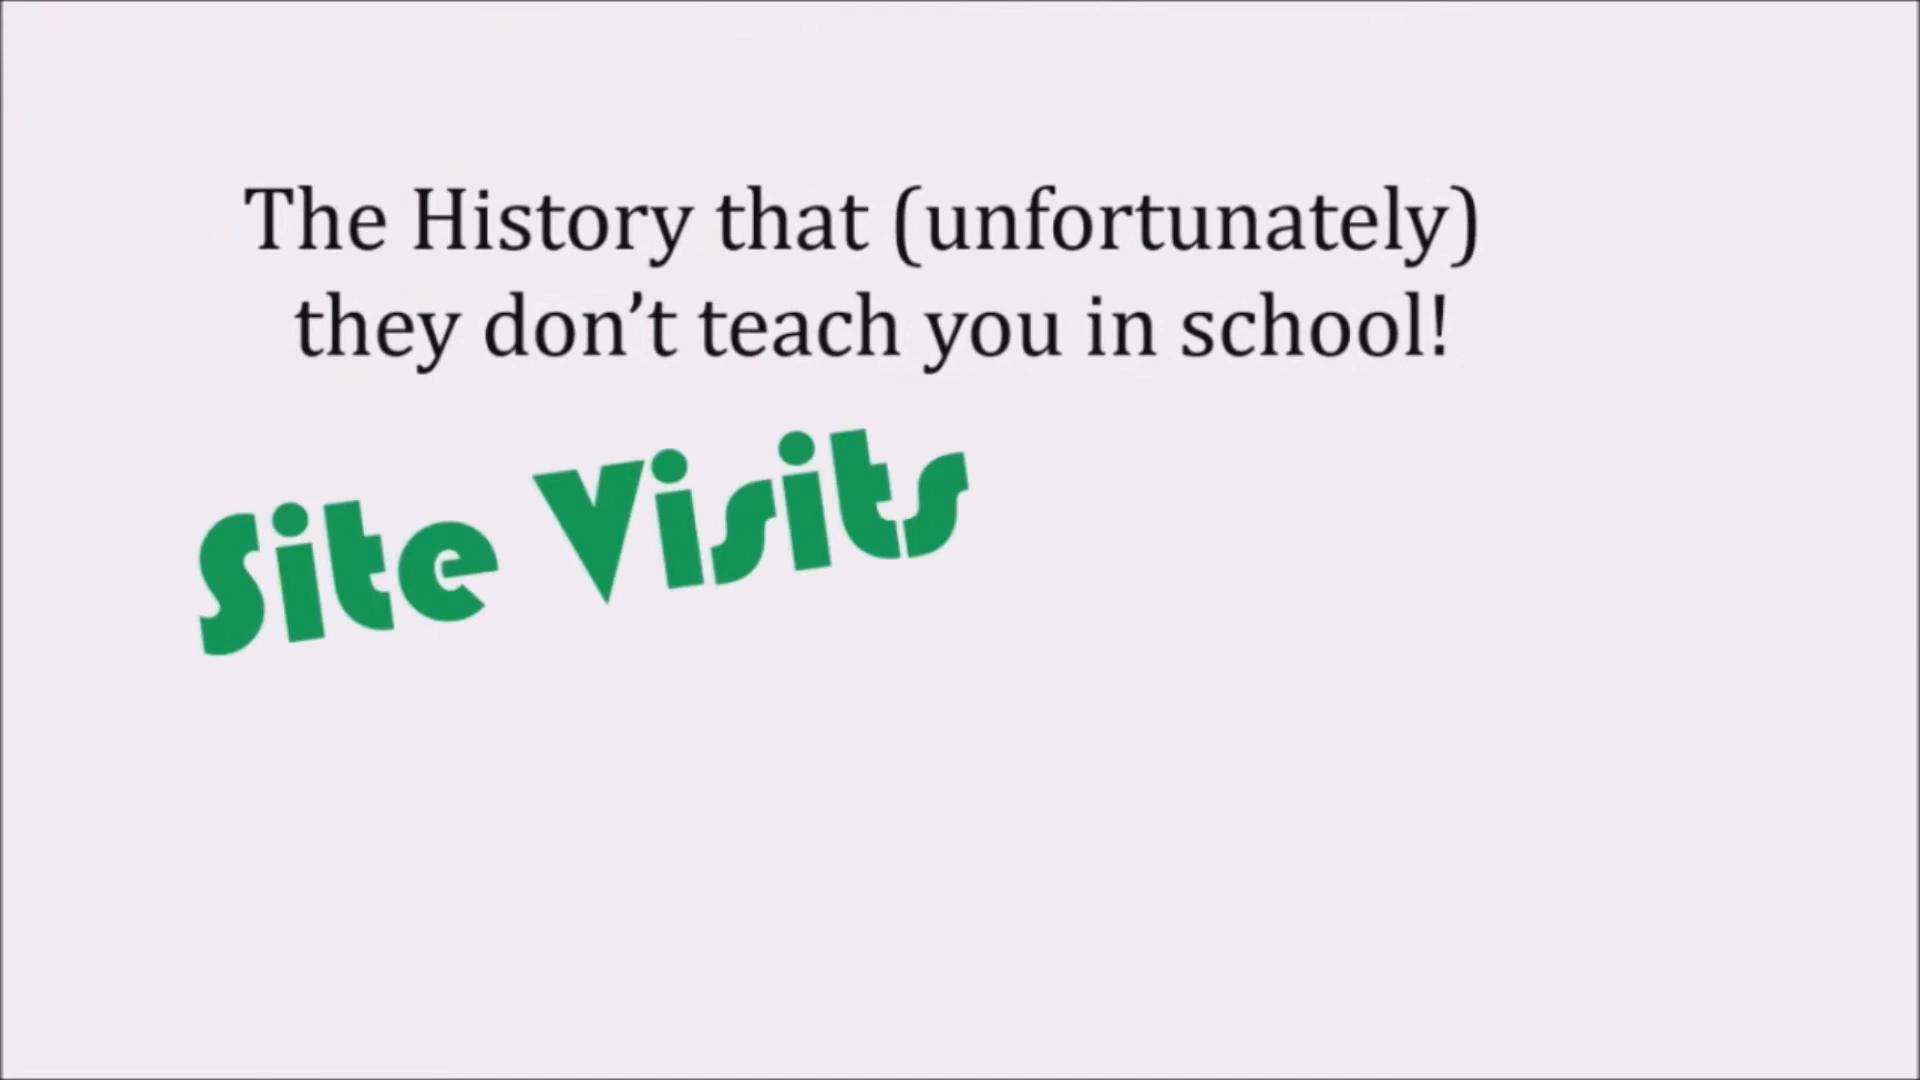 The History that (unfortunately)
they don’t teach you in school!
Site Visits